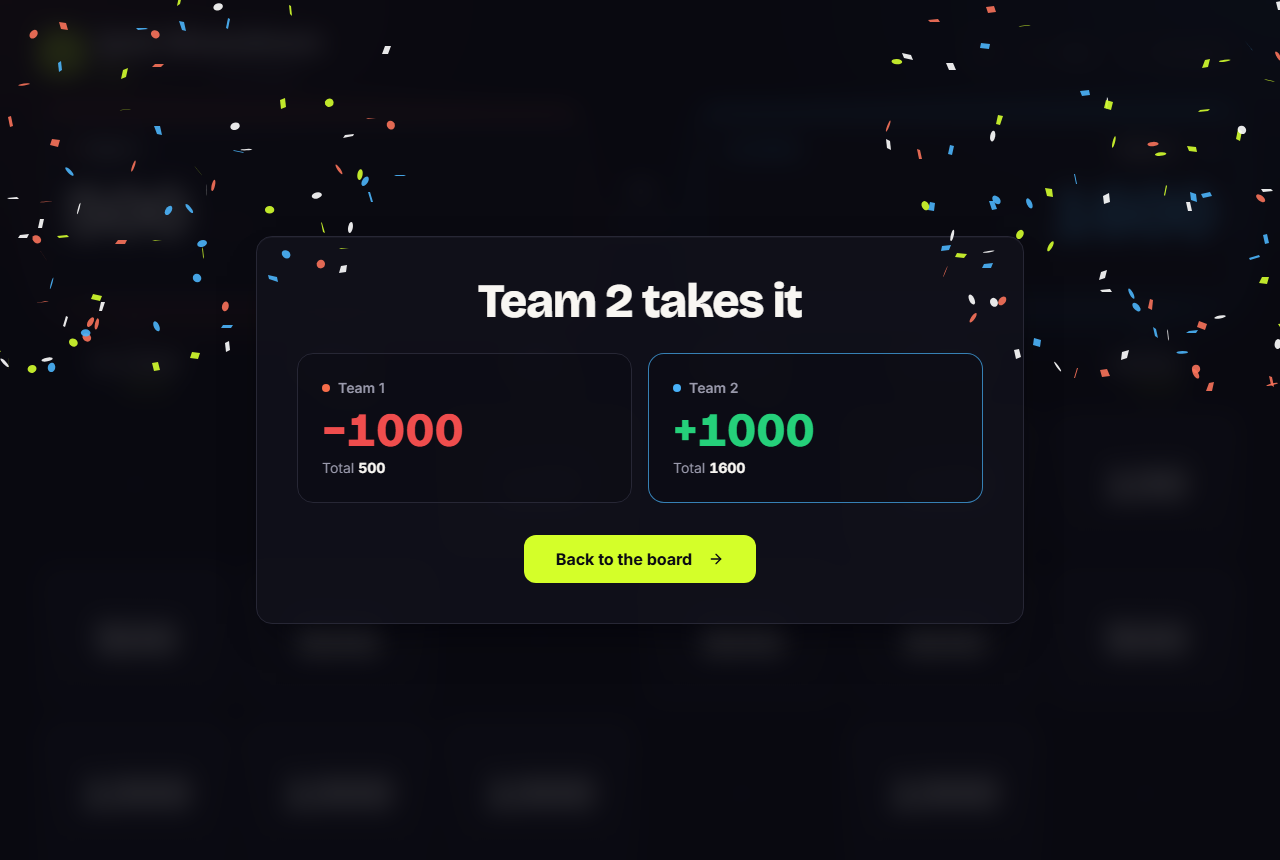 Team 2 takes it
Team 1
−1000
Total 500
Team 2
+1000
Total 1600
Back to the board →